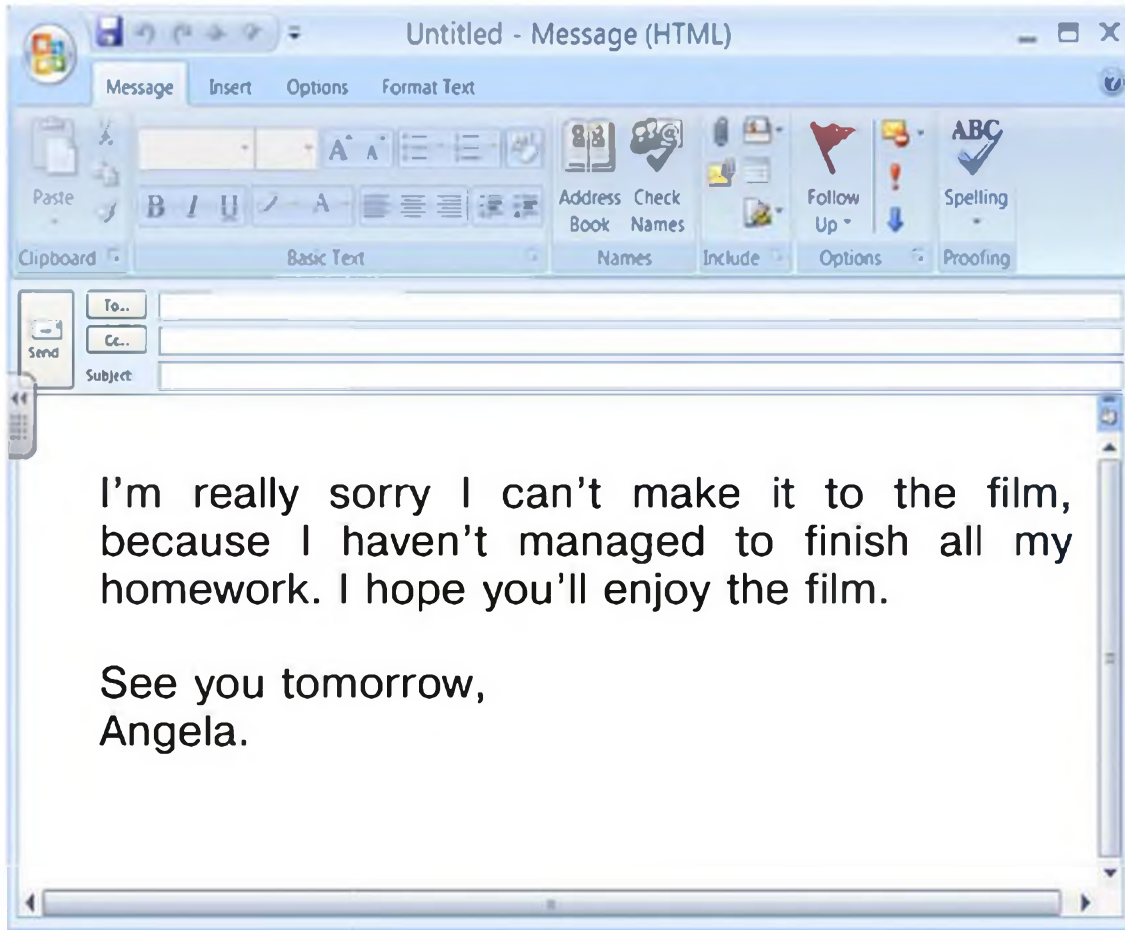 Untitled - Message (HTML)
Message Insert Options Format Text
Paste
Clipboard
A A
B I U A
Basic Text
Address Book
Check Names
Names
Include
Follow Up
Options
ABC
Spelling
Proofing
Send
To...
Cc...
Subject:
I'm really sorry I can't make it to the film,
because I haven't managed to finish all my
homework. I hope you'll enjoy the film.
See you tomorrow,
Angela.